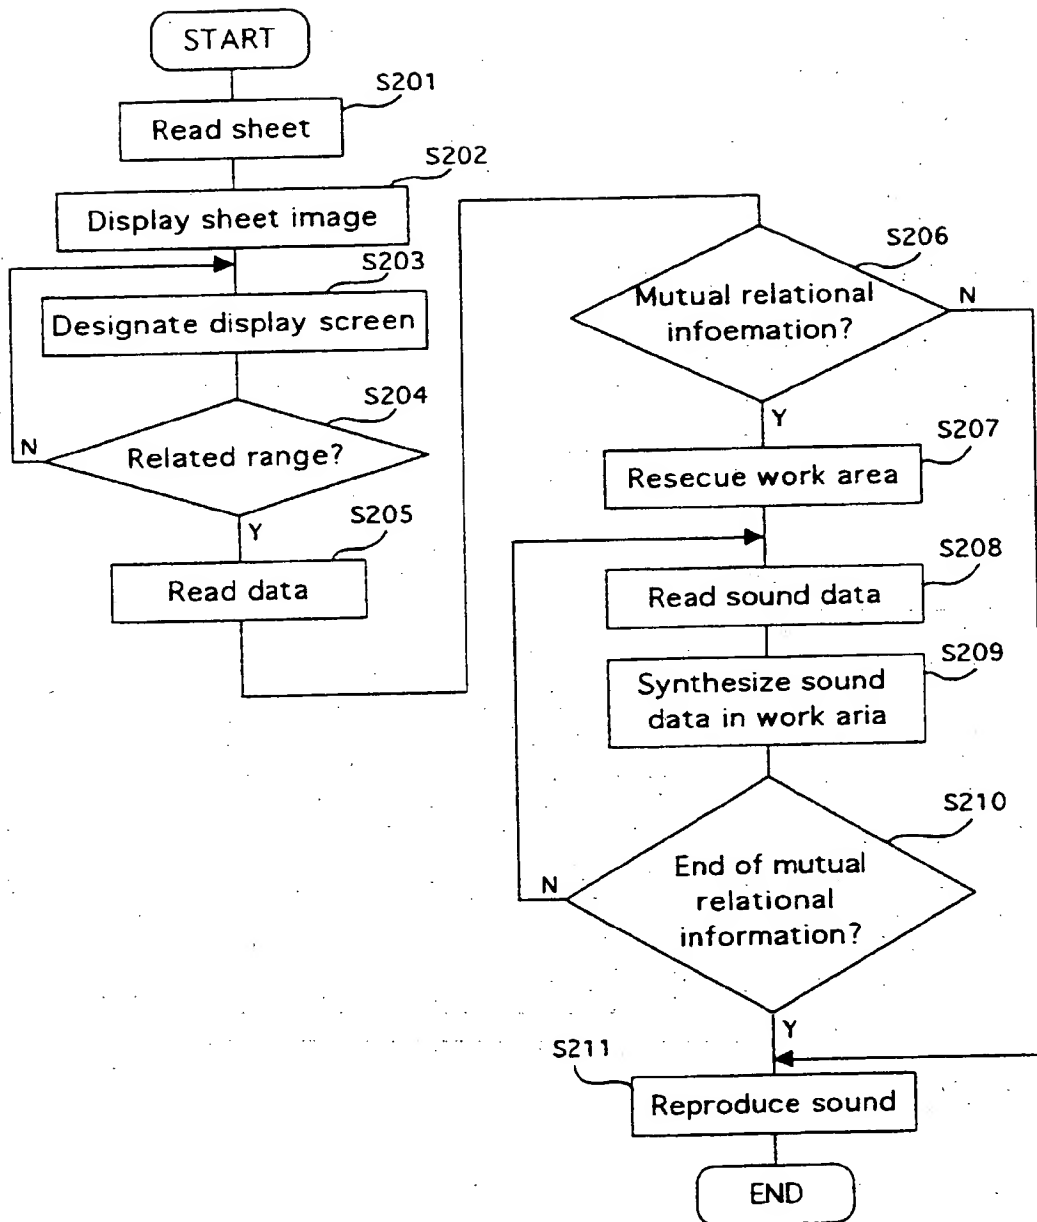 START
S201
Read sheet
S202
Display sheet image
S203
Designate display screen
S204
N
Related range?
Y
S205
Read data
S206
Mutual relational
infoemation?
N
Y
S207
Resecue work area
S208
Read sound data
S209
Synthesize sound
data in work aria
S210
End of mutual
relational
information?
N
Y
S211
Reproduce sound
END